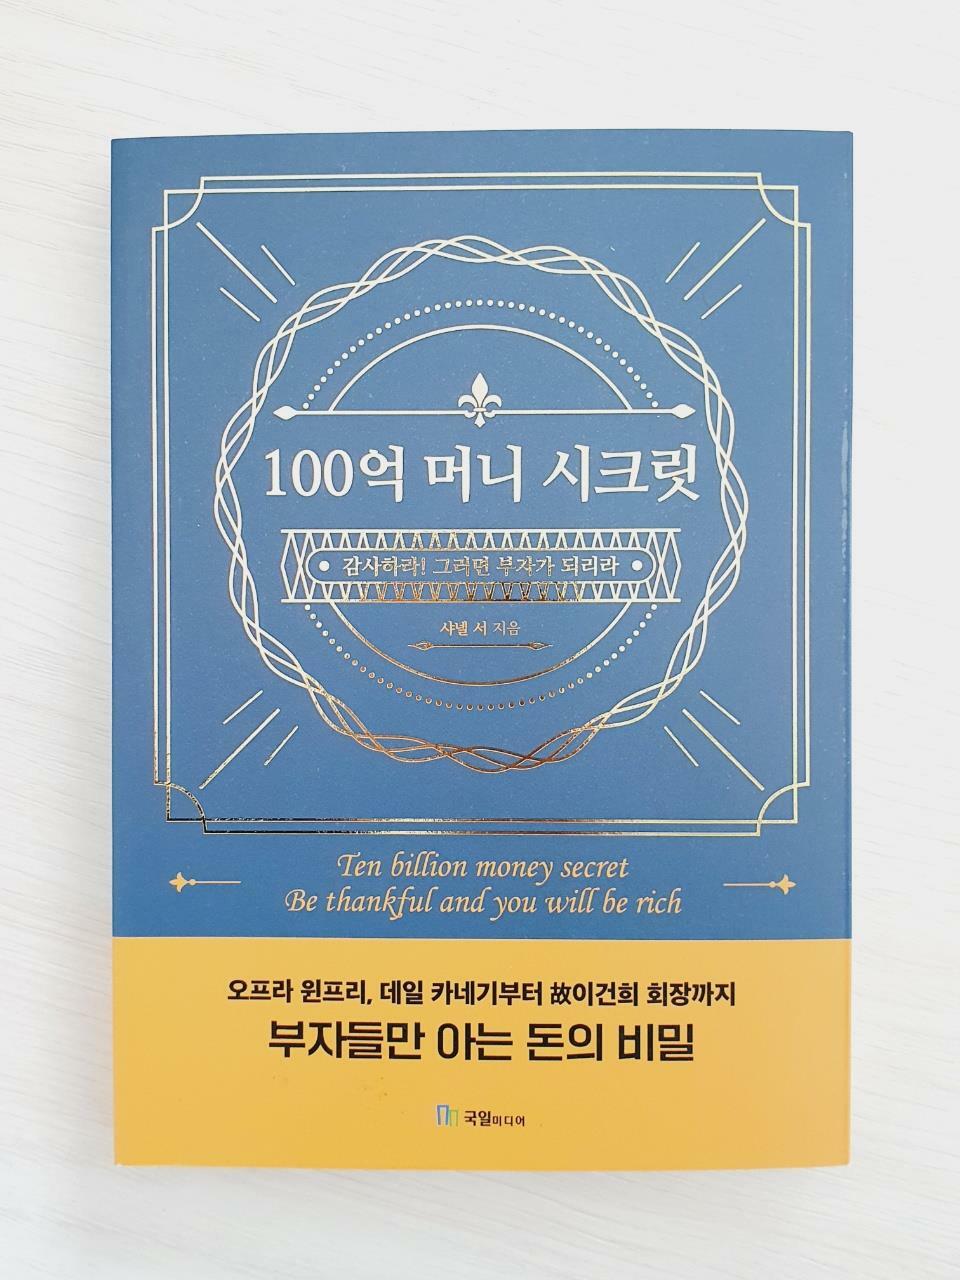 100억 머니 시크릿
감사하라! 그러면 부자가 되리라
샤넬 서 지음
Ten billion money secret
Be thankful and you will be rich
오프라 윈프리, 데일 카네기부터 故이건희 회장까지
부자들만 아는 돈의 비밀
국일미디어